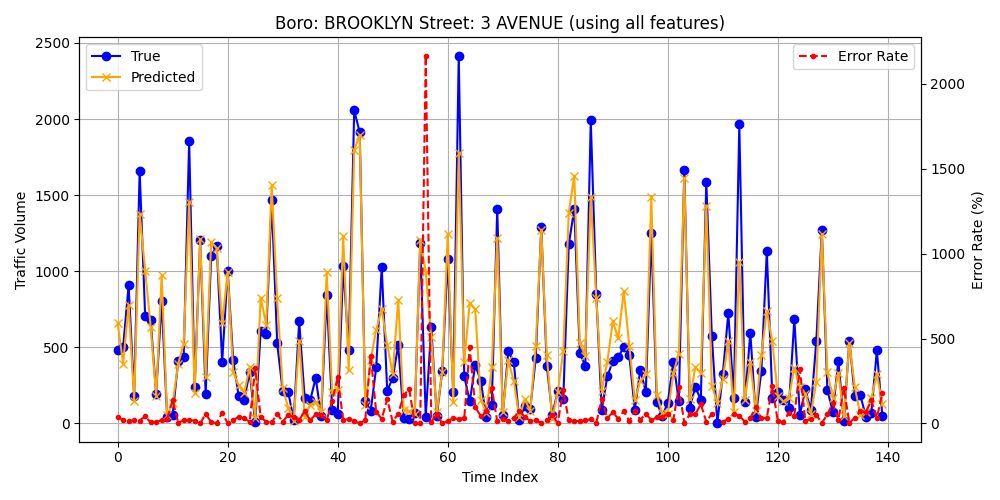 Boro: BROOKLYN Street: 3 AVENUE (using all features)
True
Predicted
Error Rate
2500
2000
1500
1000
500
0
Traffic Volume
2000
1500
1000
500
0
Error Rate (%)
0 20 40 60 80 100 120 140
Time Index